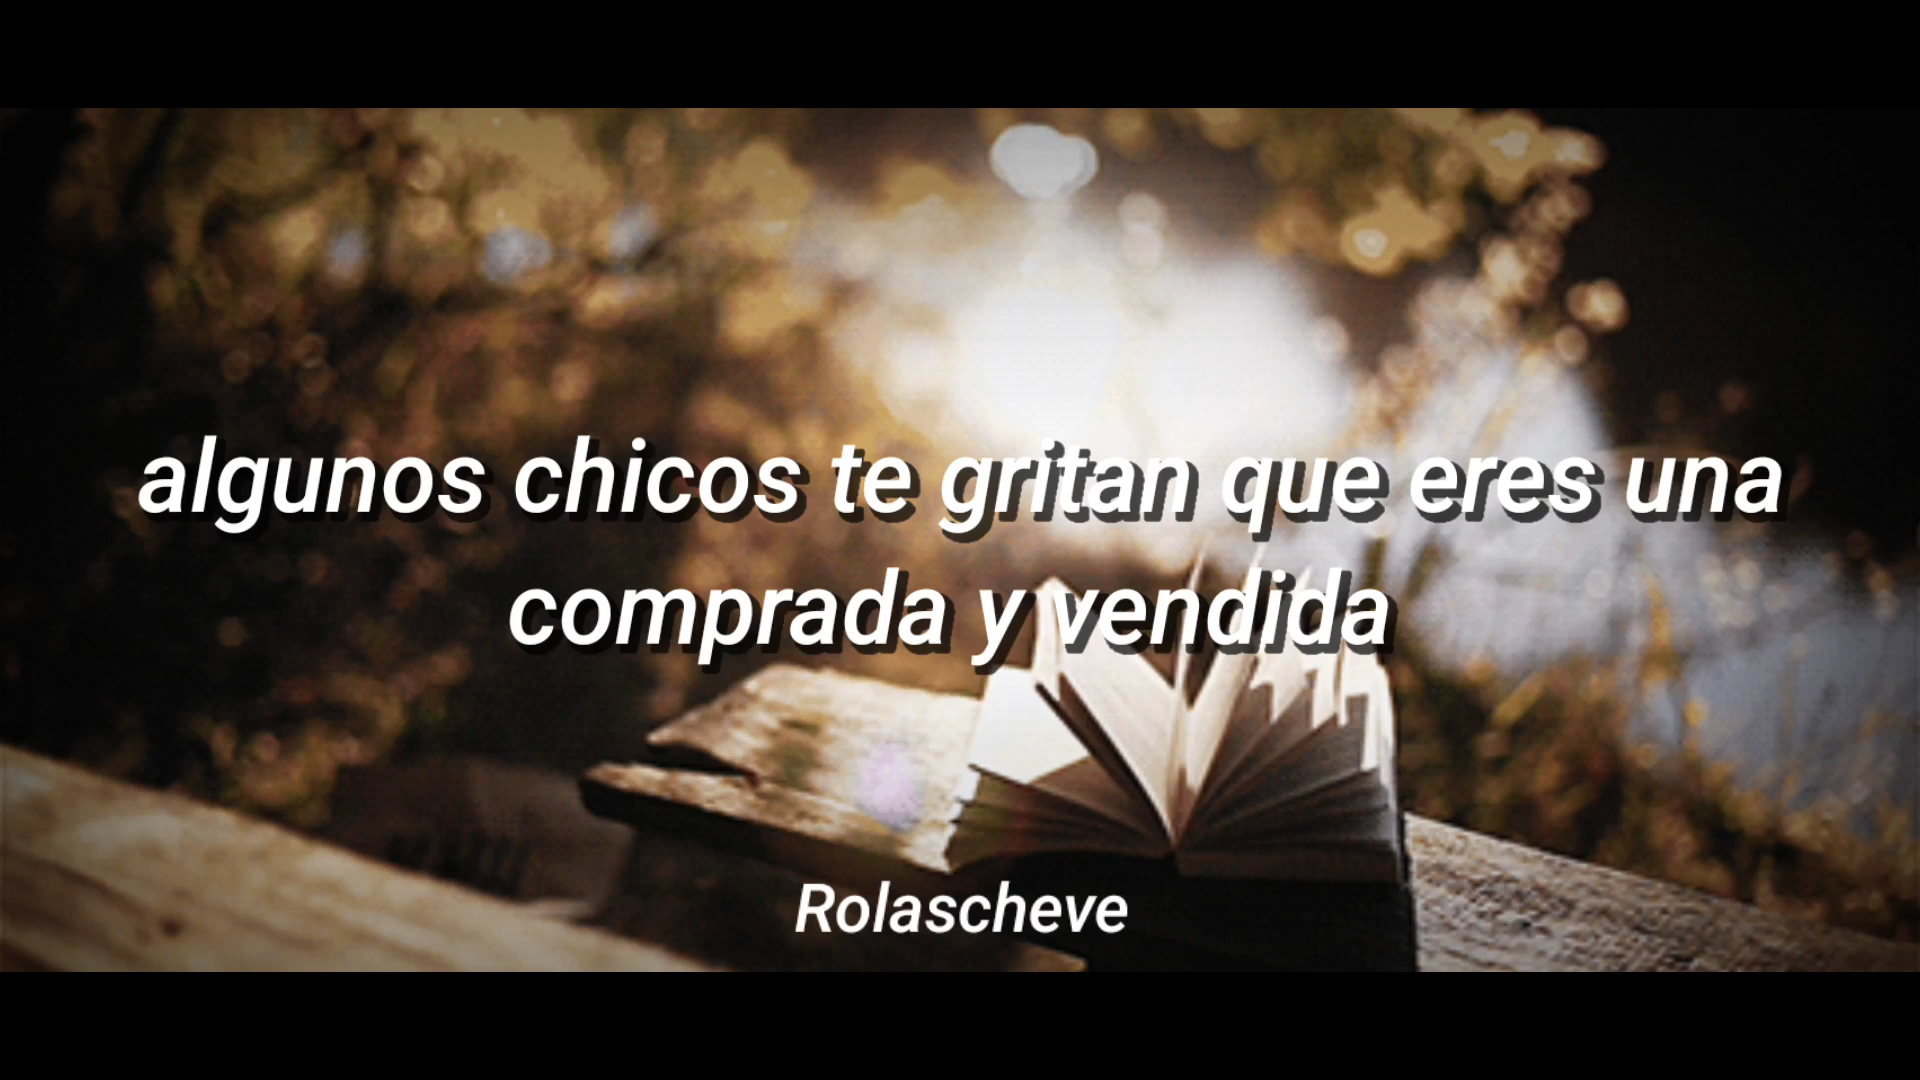 algunos chicos te gritan que eres una
comprada y vendida
Rolascheve